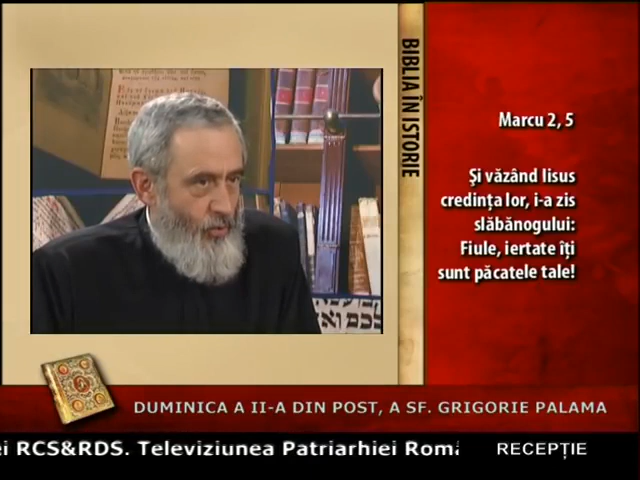 BIBLIA ÎN ISTORIE
Marcu 2, 5
Şi văzând Iisus
credinţa lor, i-a zis
slăbănogului:
Fiule, iertate îţi
sunt păcatele tale!
DUMINICA A II-A DIN POST, A SF. GRIGORIE PALAMA
ei RCS&RDS. Televiziunea Patriarhiei Româ
RECEPŢIE